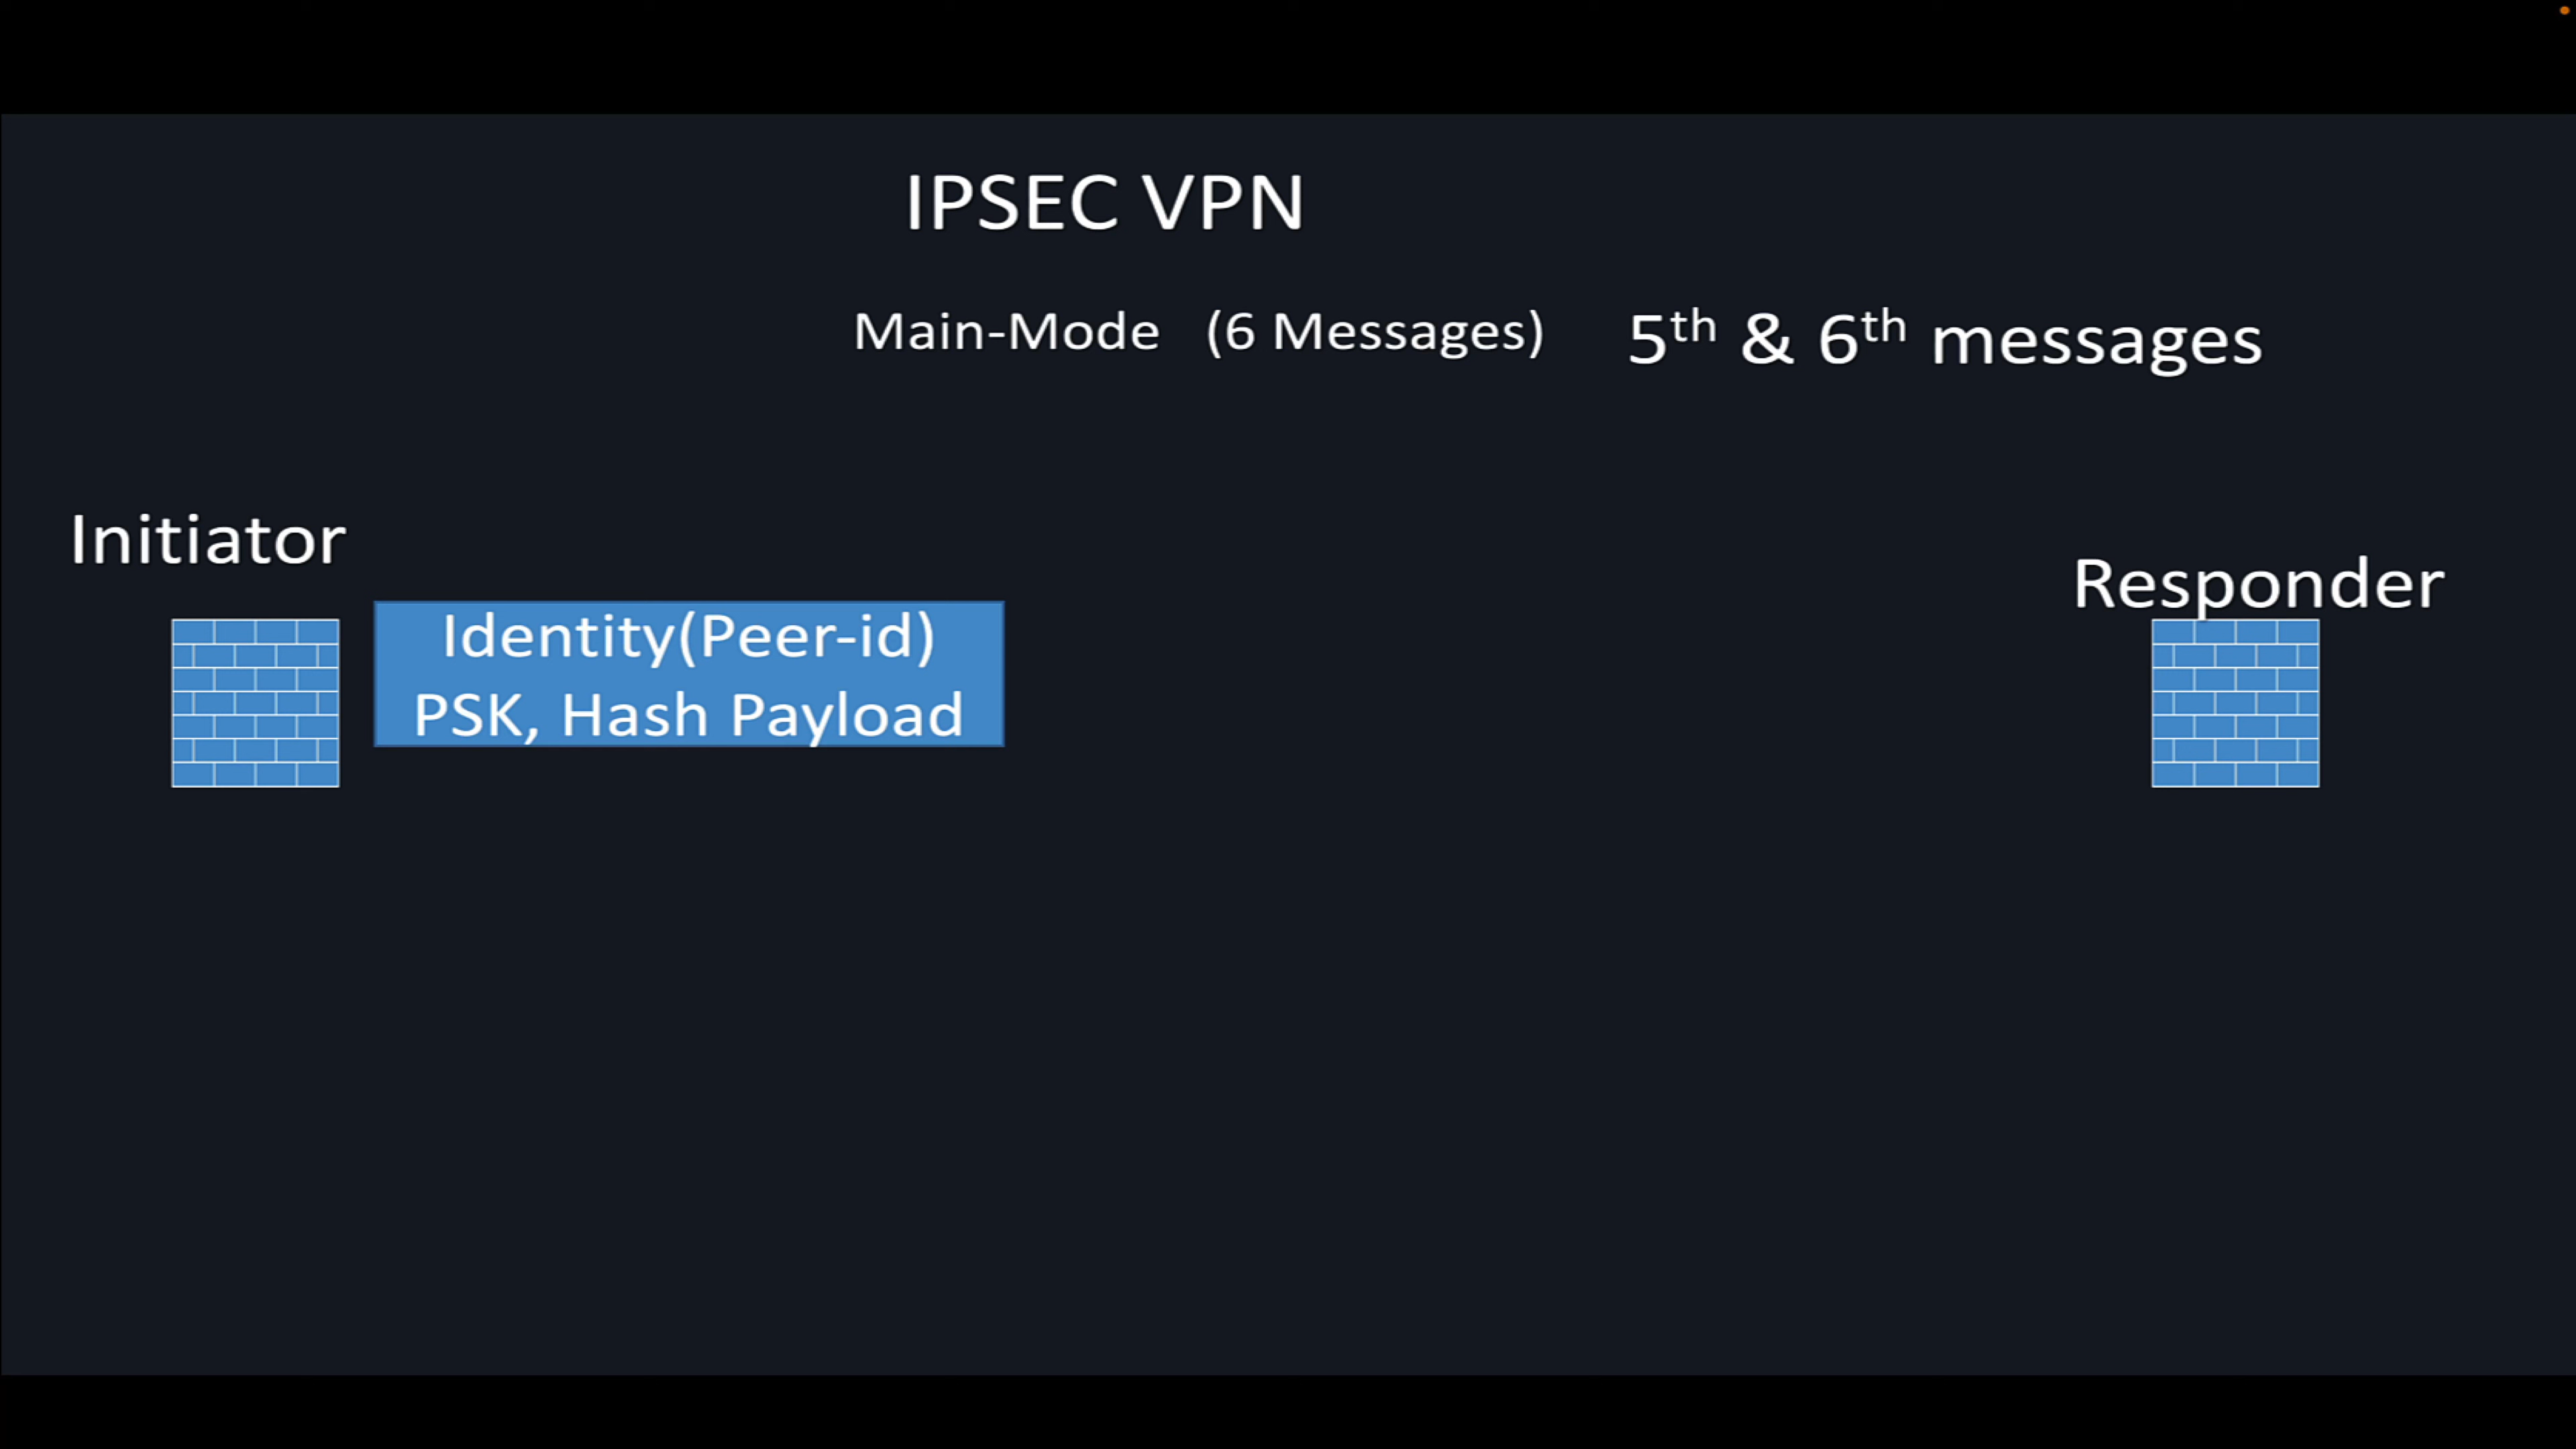 IPSEC VPN
Main-Mode (6 Messages) 5th & 6th messages
Initiator
Responder
Identity(Peer-id)
PSK, Hash Payload